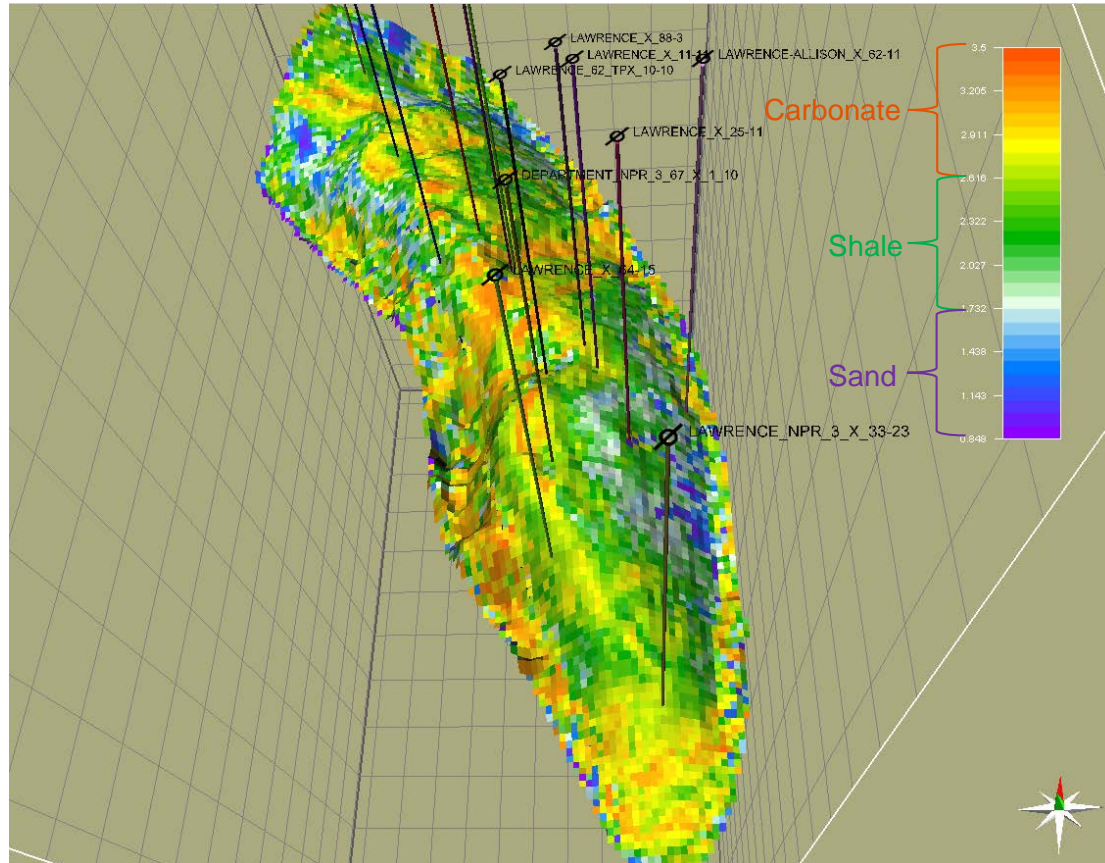 LAWRENCE_X_88-3
LAWRENCE_X_11-11
LAWRENCE-ALLISON_X_62-11
LAWRENCE_62_TPX_10-10
LAWRENCE_X_25-11
DEPARTMENT_NPR_3_67_X_1_10
LAWRENCE_X_64-15
LAWRENCE_NPR_3_X_33-23
Carbonate
Shale
Sand
3.5
3.205
2.911
2.616
2.322
2.027
1.732
1.438
1.143
0.848